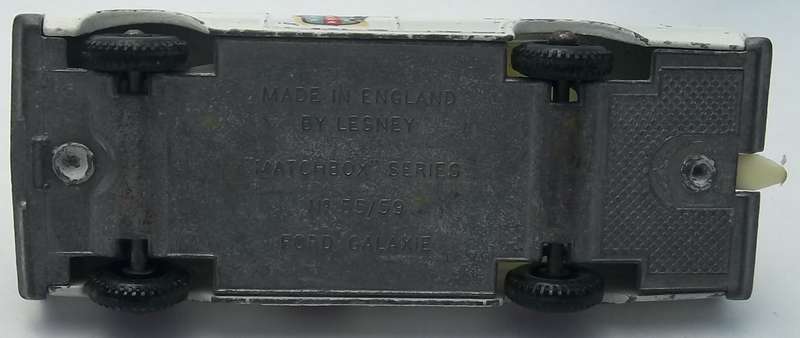 MADE IN ENGLAND
BY LESNEY
"MATCHBOX" SERIES
Nº 55/59
FORD GALAXIE